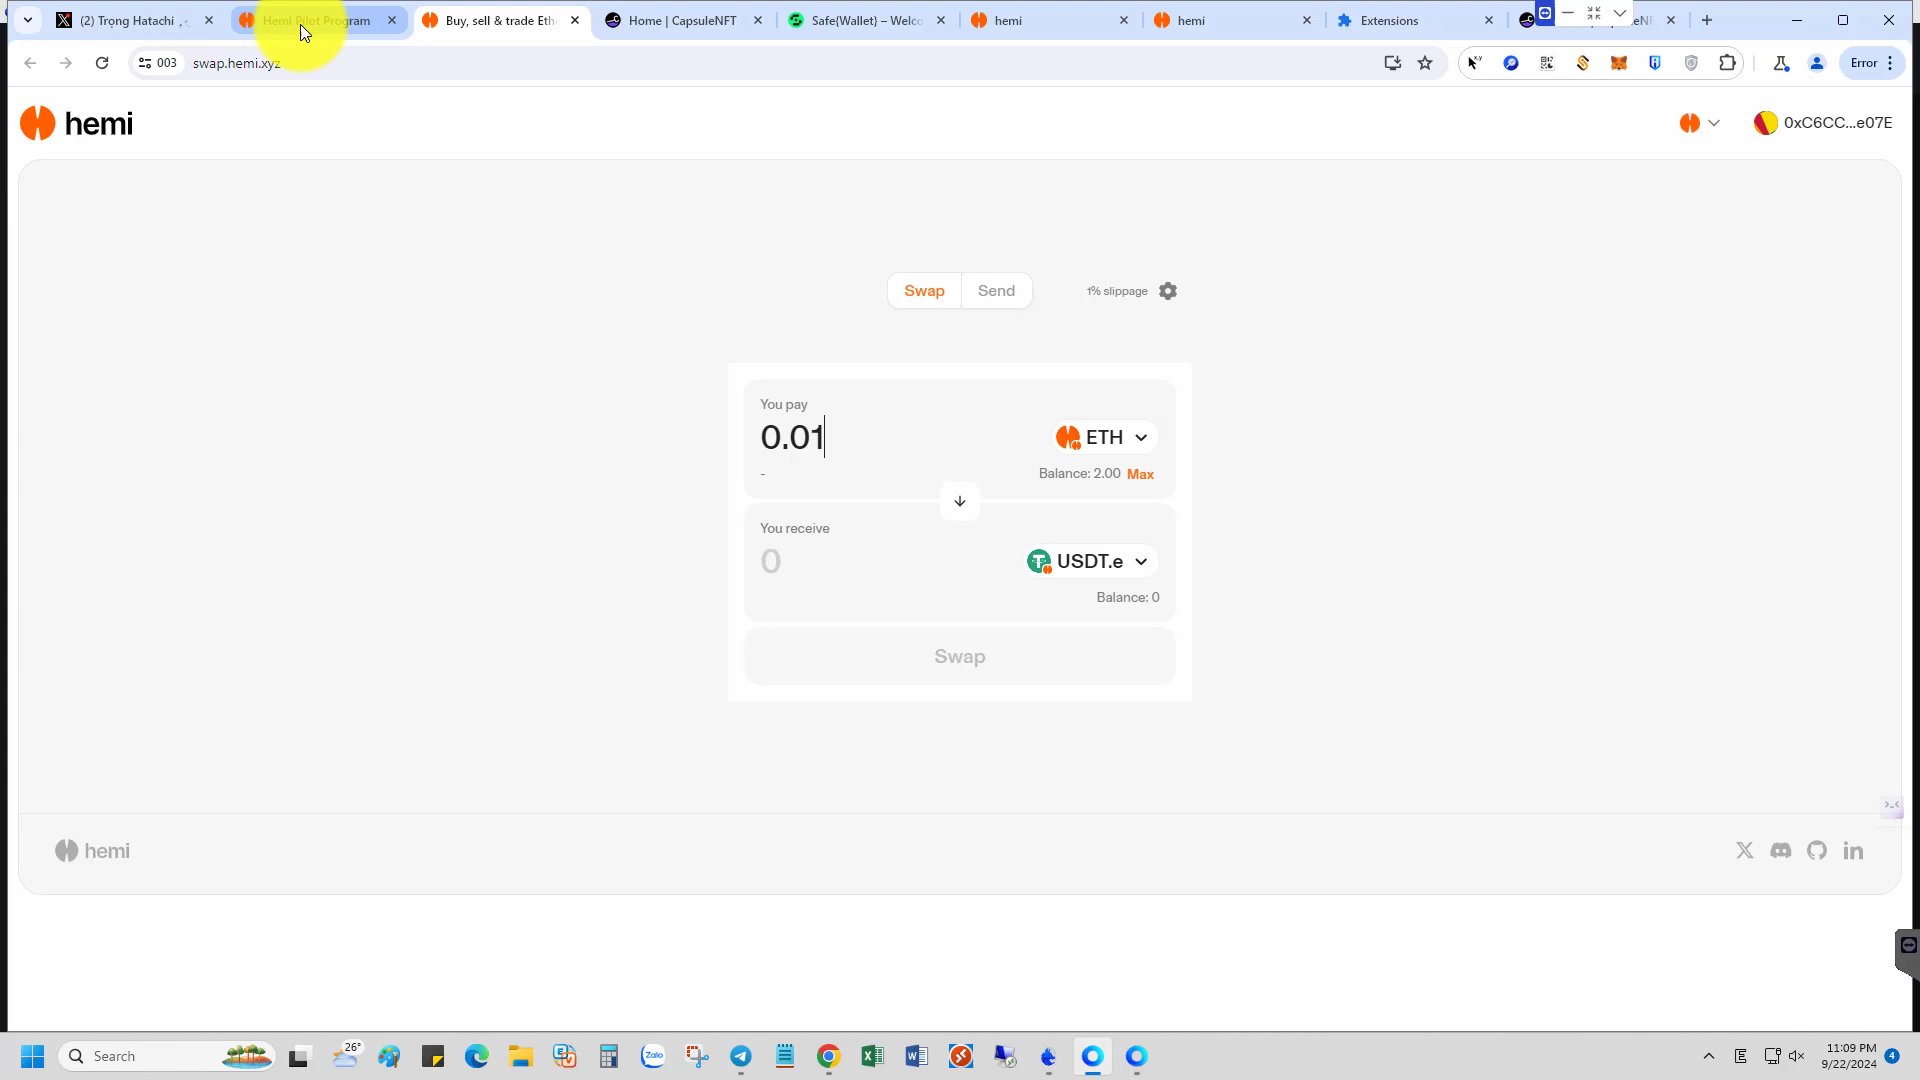 (2) Trọng Hatachi
Hemi Pilot Program
Buy, sell & trade Eth
Home | CapsuleNFT
Safe{Wallet} – Welco
hemi
hemi
Extensions
003
swap.hemi.xyz
Error
hemi
0xC6CC...e07E
Swap
Send
1% slippage
You pay
0.01
ETH
-
Balance: 2.00 Max
You receive
0
USDT.e
Balance: 0
Swap
hemi
Search
26°
Zalo
11:09 PM
9/22/2024
4